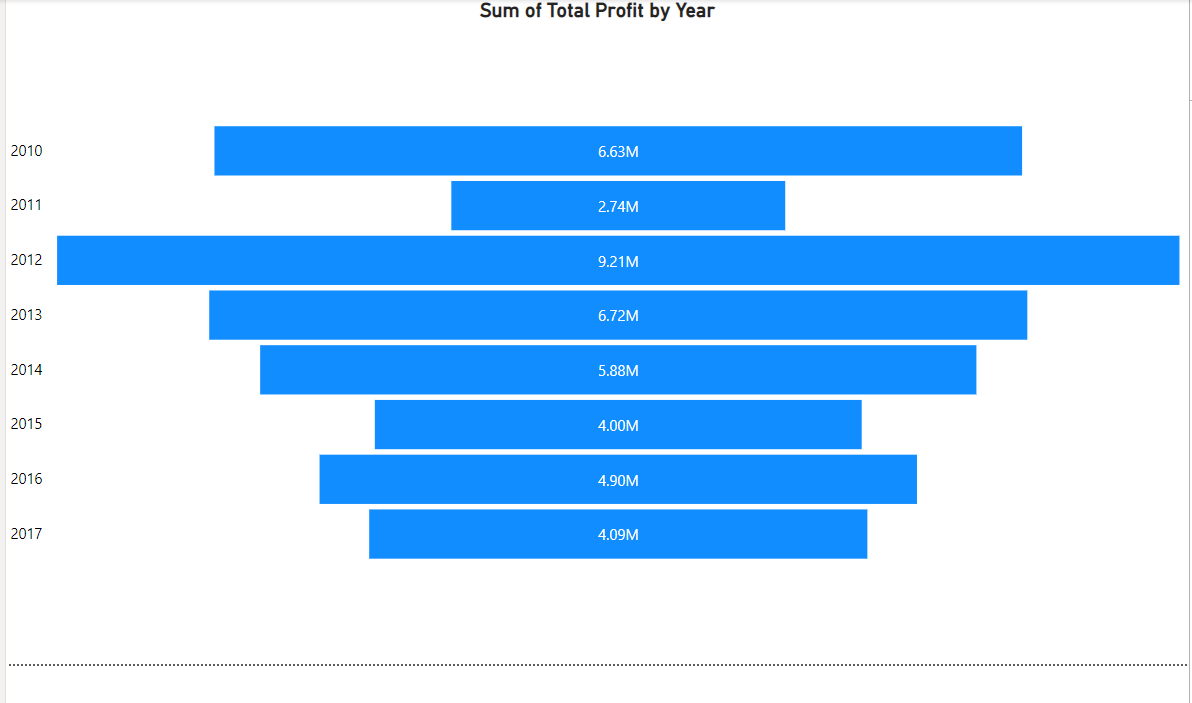 Sum of Total Profit by Year
2010 6.63M
2011 2.74M
2012 9.21M
2013 6.72M
2014 5.88M
2015 4.00M
2016 4.90M
2017 4.09M